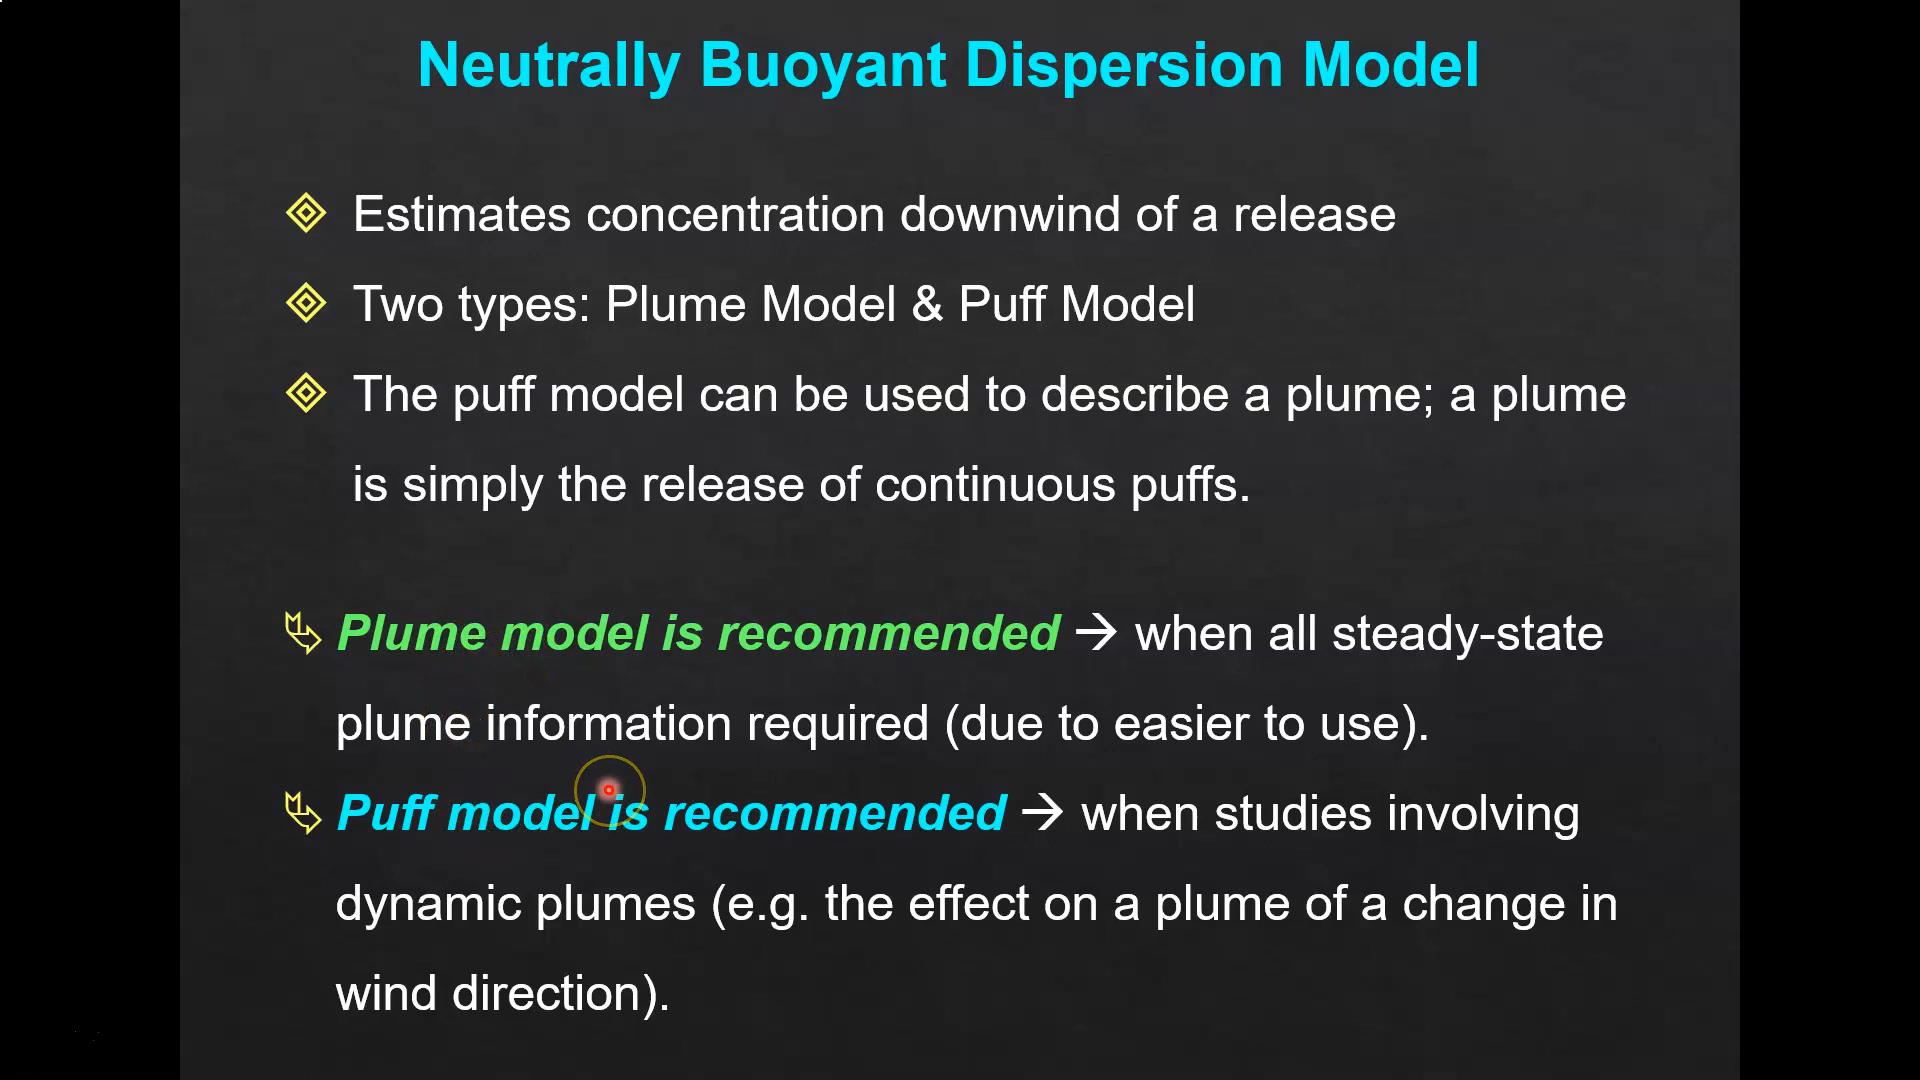 Neutrally Buoyant Dispersion Model
Estimates concentration downwind of a release
Two types: Plume Model & Puff Model
The puff model can be used to describe a plume; a plume
is simply the release of continuous puffs.
Plume model is recommended → when all steady-state
plume information required (due to easier to use).
Puff model is recommended → when studies involving
dynamic plumes (e.g. the effect on a plume of a change in
wind direction).